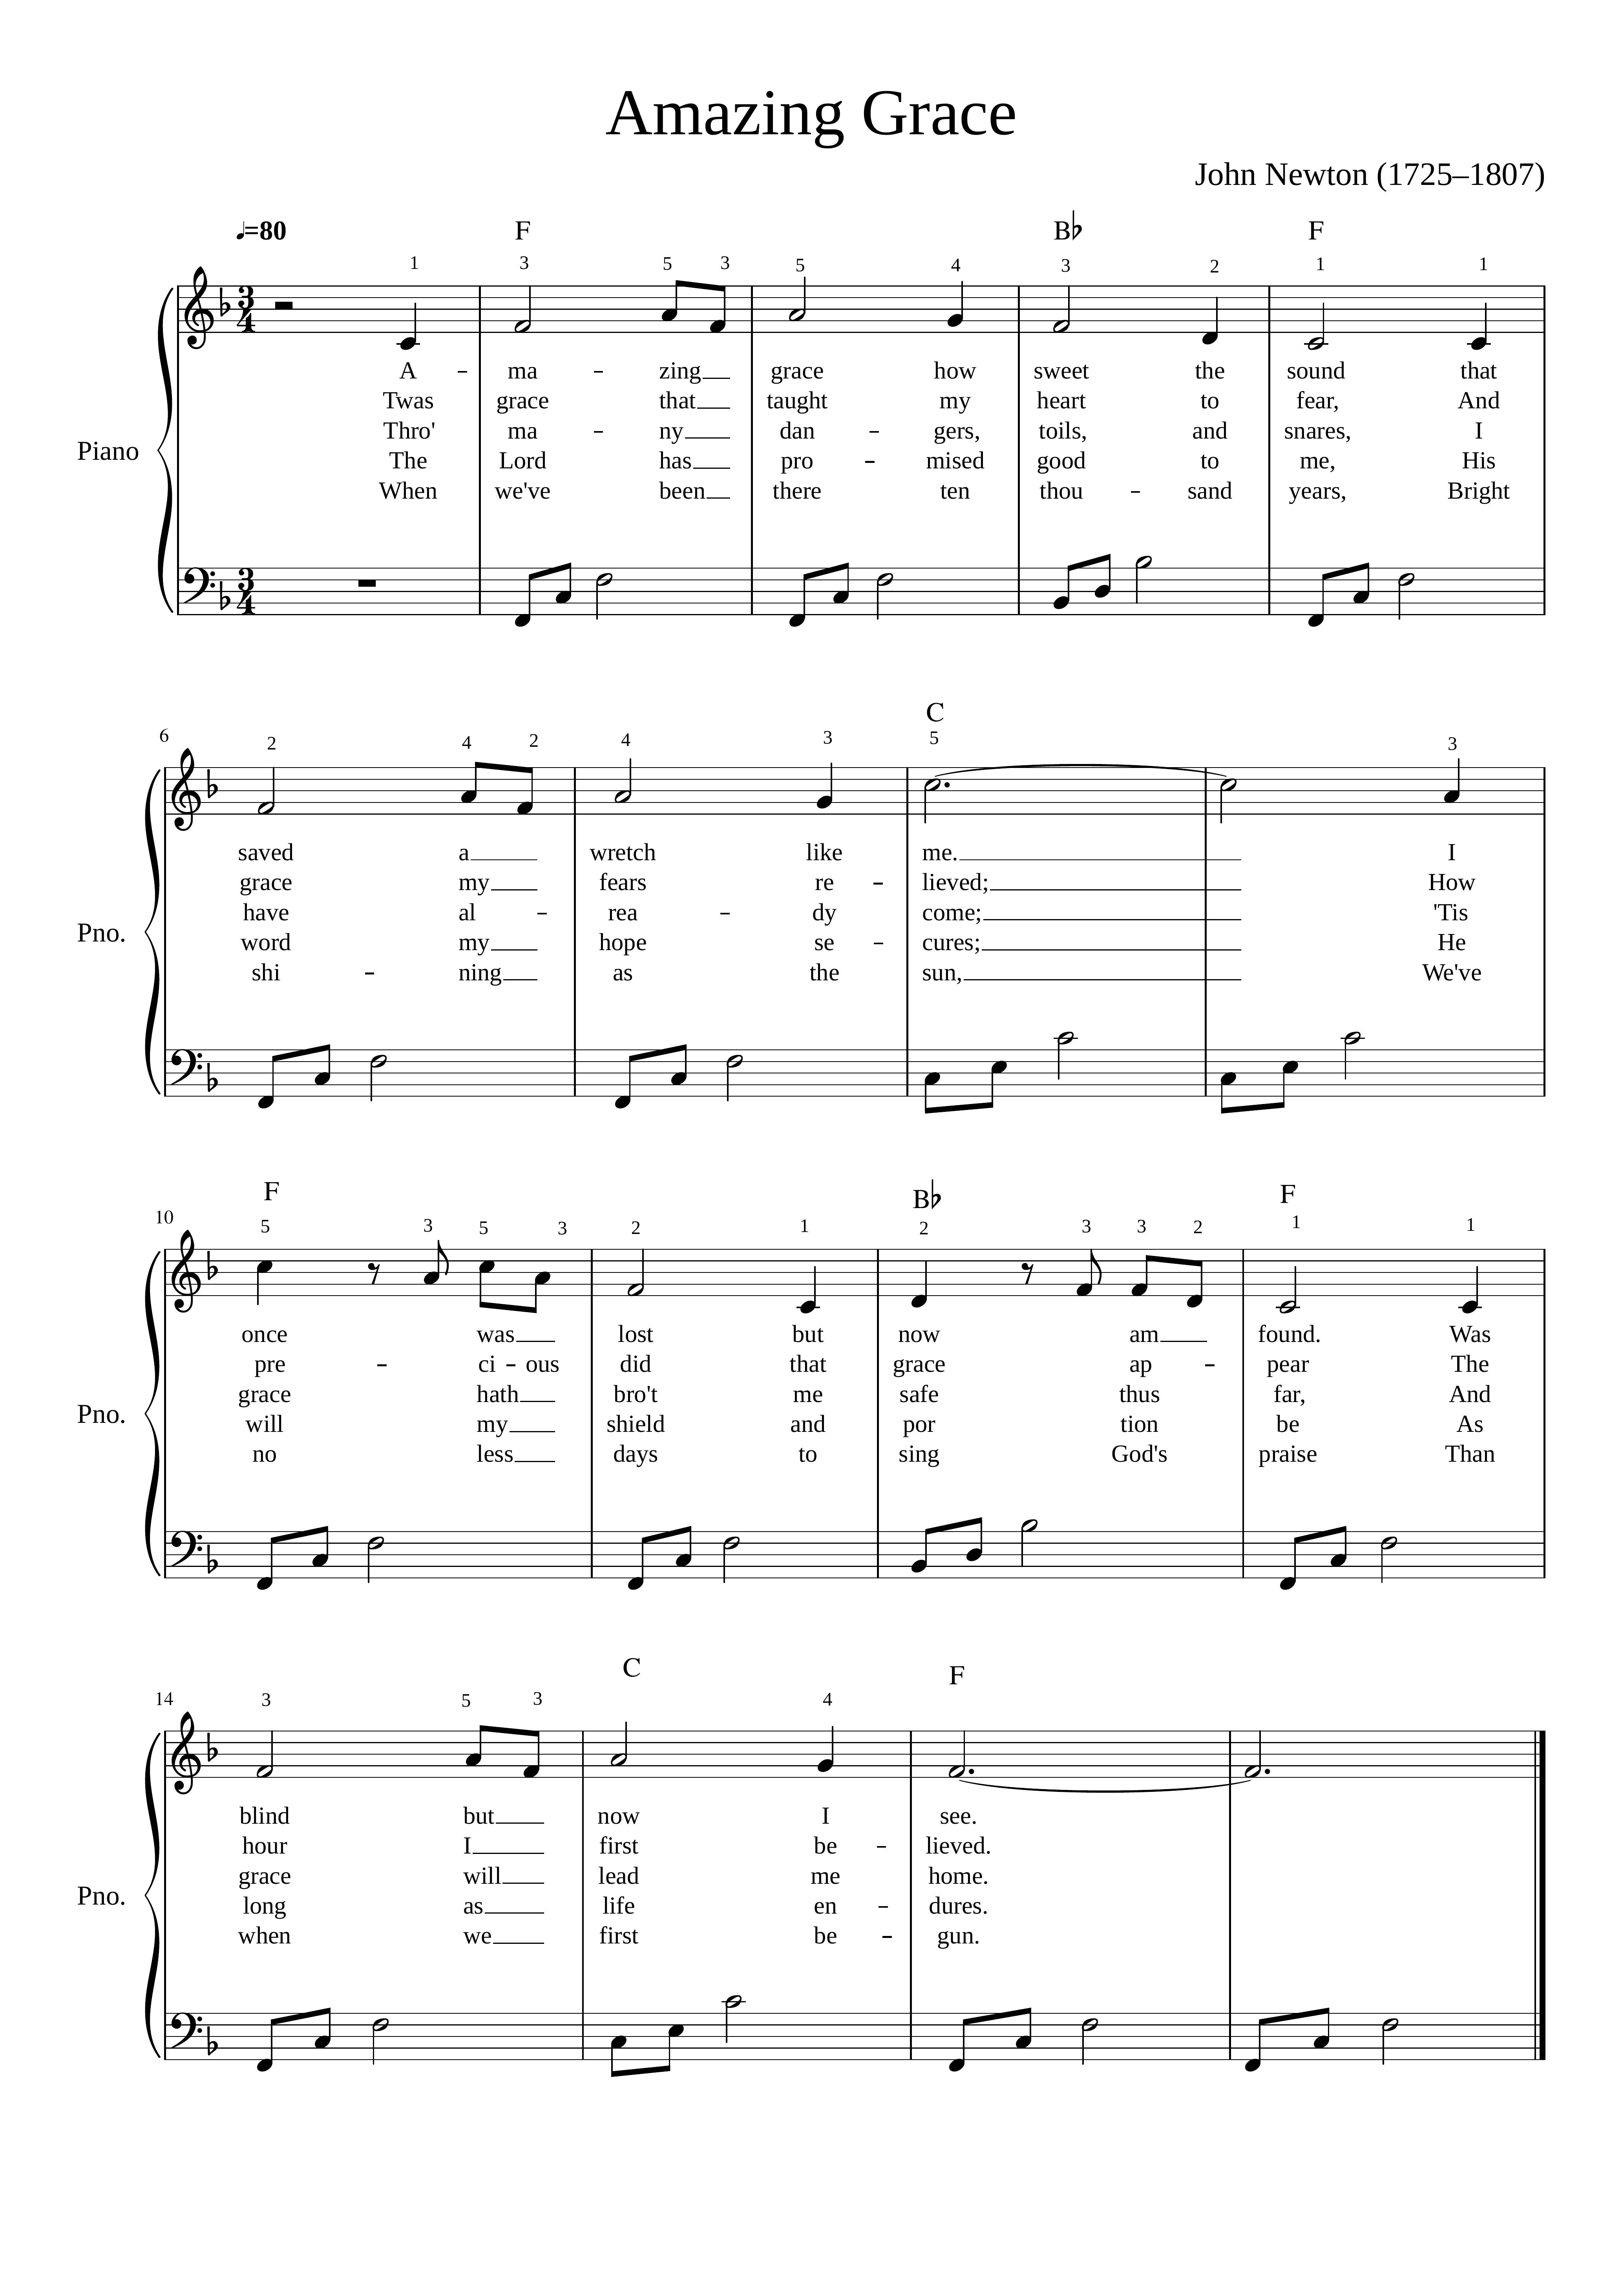 Amazing Grace
John Newton (1725–1807)
♩=80 F B♭ F
1 3 5 3 5 4 3 2 1 1
3 4
A - ma - zing grace how sweet the sound that
Twas grace that taught my heart to fear, And
Thro' ma - ny dan - gers, toils, and snares, I
Piano
The Lord has pro - mised good to me, His
When we've been there ten thou - sand years, Bright
3 4
C
6 2 4 2 4 3 5 3
saved a wretch like me. I
grace my fears re - lieved; How
have al - rea - dy come; 'Tis
Pno.
word my hope se - cures; He
shi - ning as the sun, We've
F B♭ F
10 5 3 5 3 2 1 2 3 3 2 1 1
once was lost but now am found. Was
pre - ci - ous did that grace ap - pear The
grace hath bro't me safe thus far, And
Pno.
will my shield and por tion be As
no less days to sing God's praise Than
C F
14 3 5 3 4
blind but now I see.
hour I first be - lieved.
grace will lead me home.
Pno.
long as life en - dures.
when we first be - gun.